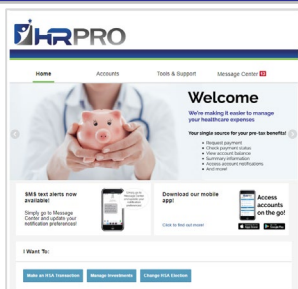 HRPRO
Home Accounts Tools & Support Message Center
Welcome
We're making it easier to manage
your healthcare expenses
Your single source for your pre-tax benefits!
Request payment
Check payment status
View account balance
Summary information
Access account notifications
And more!
SMS text alerts now
available!
Simply go to Message
Center and update your
notification preferences!
Download our mobile
app!
Click to find out more!
Access
accounts
on the go!
I Want To:
Make an HSA Transaction Manage Investments Change HSA Election